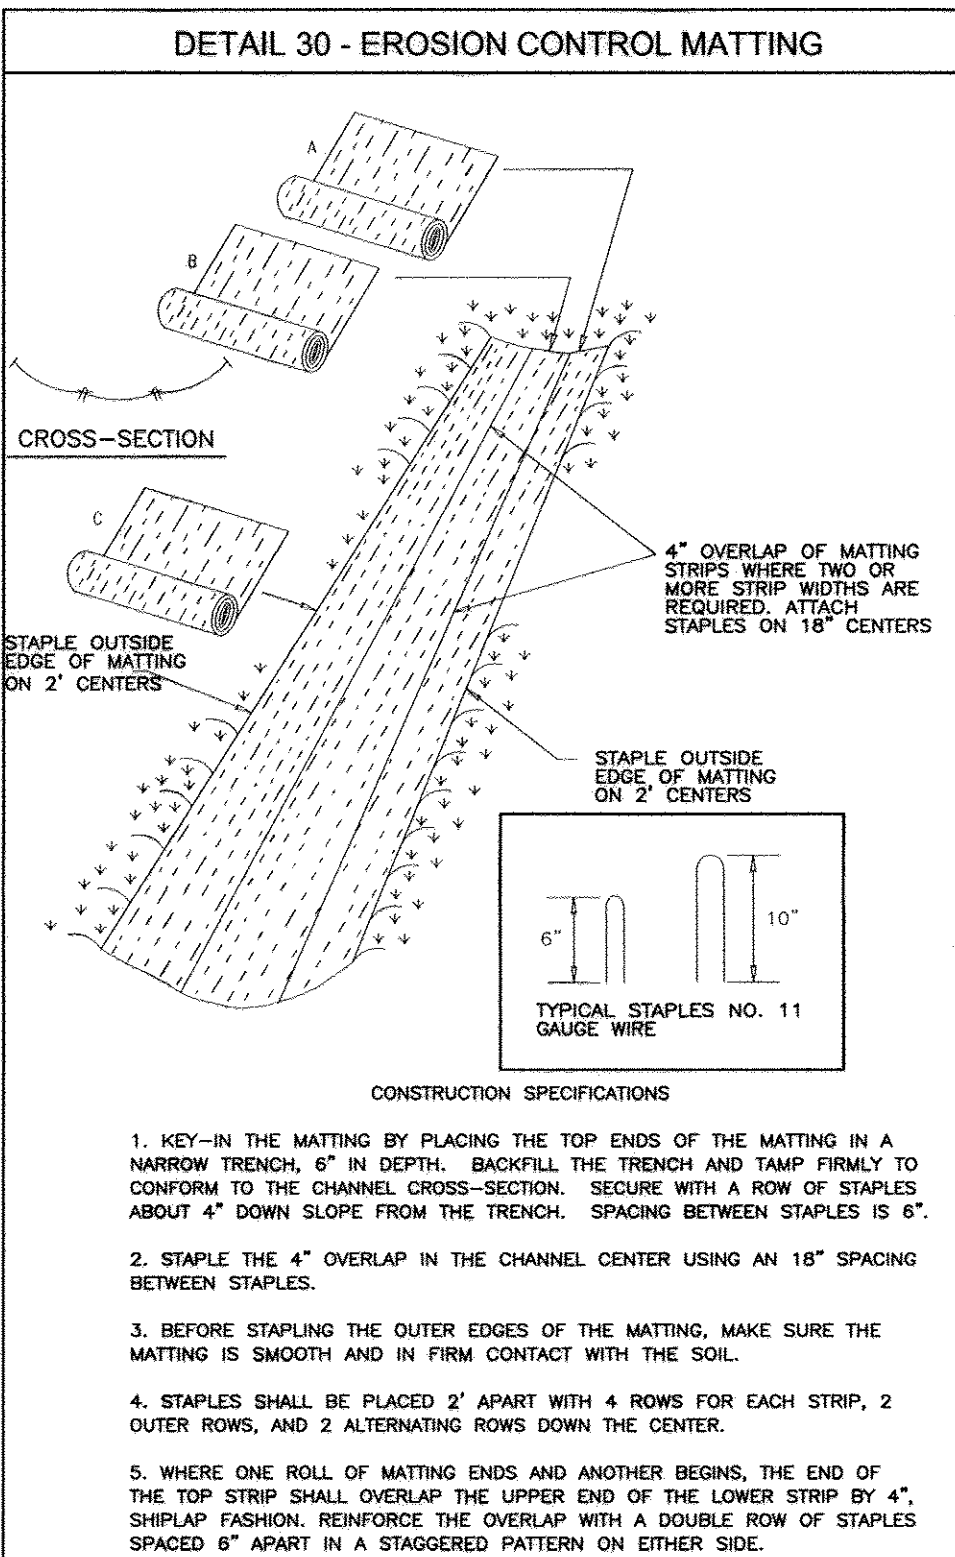 DETAIL 30 - EROSION CONTROL MATTING
A
B
CROSS-SECTION
C
4" OVERLAP OF MATTING
STRIPS WHERE TWO OR
MORE STRIP WIDTHS ARE
REQUIRED. ATTACH
STAPLES ON 18" CENTERS
STAPLE OUTSIDE
EDGE OF MATTING
ON 2' CENTERS
STAPLE OUTSIDE
EDGE OF MATTING
ON 2' CENTERS
6"
10"
TYPICAL STAPLES NO. 11
GAUGE WIRE
CONSTRUCTION SPECIFICATIONS
1. KEY-IN THE MATTING BY PLACING THE TOP ENDS OF THE MATTING IN A
NARROW TRENCH, 6" IN DEPTH. BACKFILL THE TRENCH AND TAMP FIRMLY TO
CONFORM TO THE CHANNEL CROSS-SECTION. SECURE WITH A ROW OF STAPLES
ABOUT 4" DOWN SLOPE FROM THE TRENCH. SPACING BETWEEN STAPLES IS 6".
2. STAPLE THE 4" OVERLAP IN THE CHANNEL CENTER USING AN 18" SPACING
BETWEEN STAPLES.
3. BEFORE STAPLING THE OUTER EDGES OF THE MATTING, MAKE SURE THE
MATTING IS SMOOTH AND IN FIRM CONTACT WITH THE SOIL.
4. STAPLES SHALL BE PLACED 2' APART WITH 4 ROWS FOR EACH STRIP, 2
OUTER ROWS, AND 2 ALTERNATING ROWS DOWN THE CENTER.
5. WHERE ONE ROLL OF MATTING ENDS AND ANOTHER BEGINS, THE END OF
THE TOP STRIP SHALL OVERLAP THE UPPER END OF THE LOWER STRIP BY 4",
SHIPLAP FASHION. REINFORCE THE OVERLAP WITH A DOUBLE ROW OF STAPLES
SPACED 6" APART IN A STAGGERED PATTERN ON EITHER SIDE.